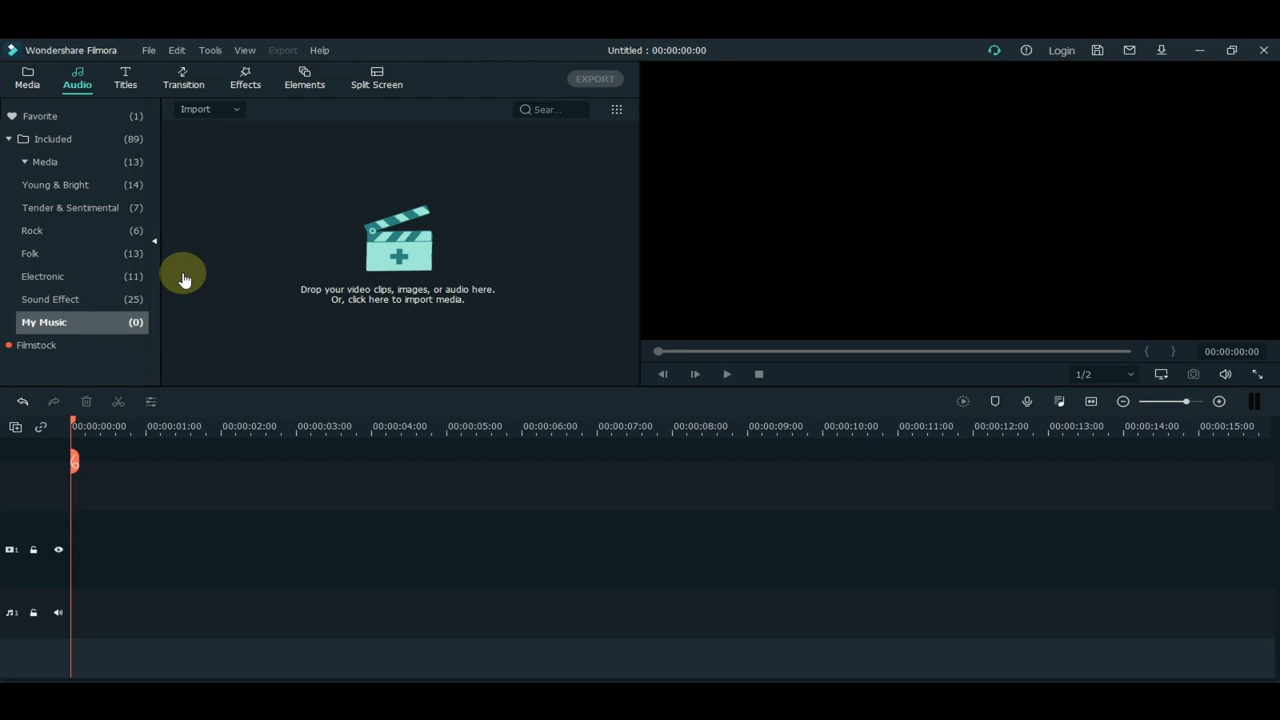 Wondershare Filmora File Edit Tools View Export Help Untitled : 00:00:00:00 Login
Media Audio Titles Transition Effects Elements Split Screen EXPORT
Import Sear...
Favorite (1)
Included (89)
Media (13)
Young & Bright (14)
Tender & Sentimental (7)
Rock (6)
Folk (13)
Electronic (11)
Sound Effect (25)
My Music (0)
Filmstock
Drop your video clips, images, or audio here.
Or, click here to import media.
{ } 00:00:00:00
1/2
00:00:00:00 00:00:01:00 00:00:02:00 00:00:03:00 00:00:04:00 00:00:05:00 00:00:06:00 00:00:07:00 00:00:08:00 00:00:09:00 00:00:10:00 00:00:11:00 00:00:12:00 00:00:13:00 00:00:14:00 00:00:15:00
1
1